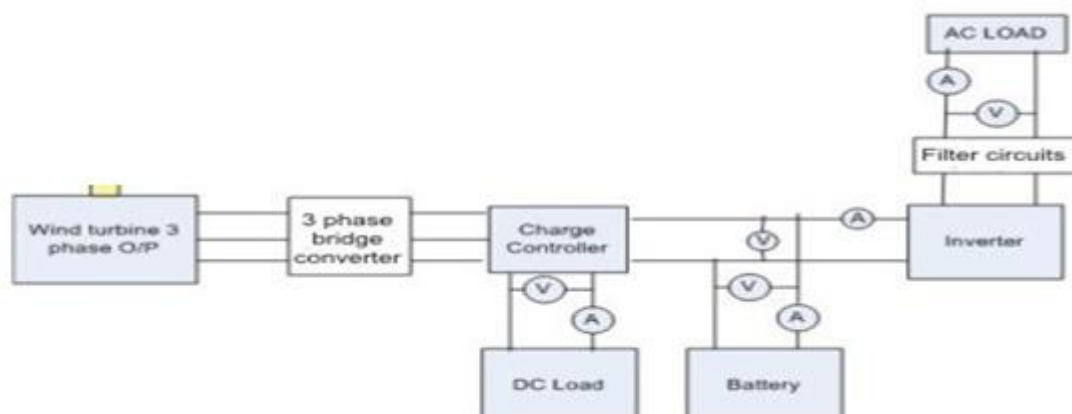 AC LOAD
A
V
Filter circuits
Wind turbine 3
phase O/P
3 phase
bridge
converter
Charge
Controller
A
V
Inverter
V
A
V
A
DC Load
Battery